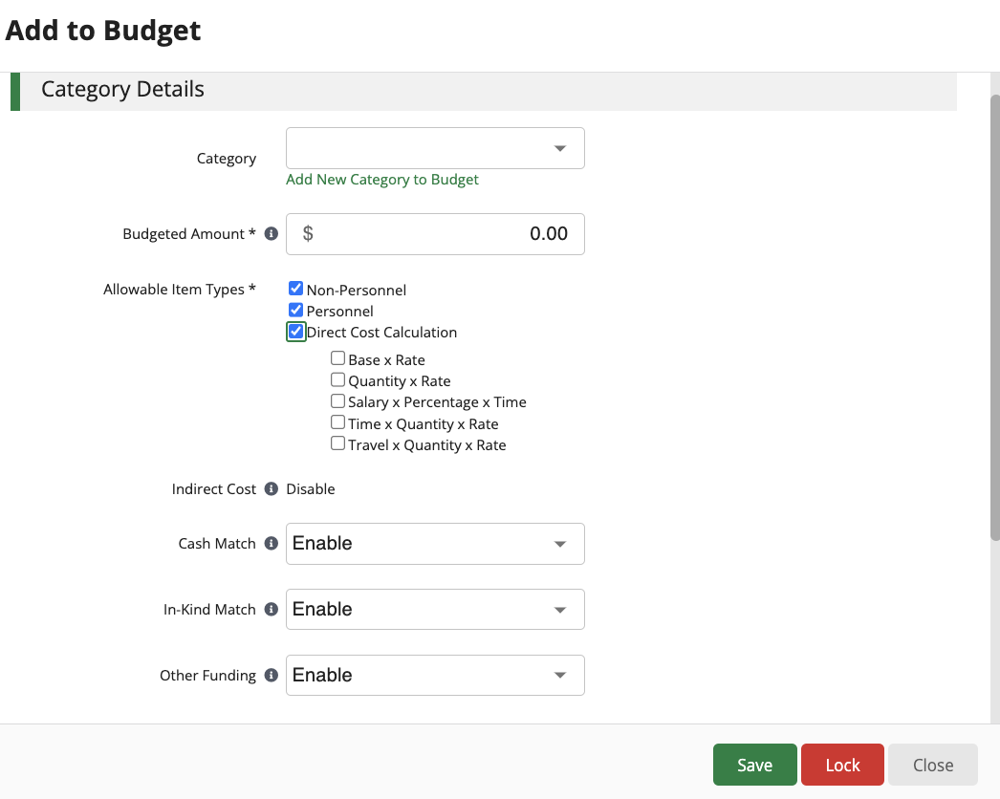 Add to Budget
Category Details
Category
Add New Category to Budget
Budgeted Amount * $ 0.00
Allowable Item Types * Non-Personnel
Personnel
Direct Cost Calculation
Base x Rate
Quantity x Rate
Salary x Percentage x Time
Time x Quantity x Rate
Travel x Quantity x Rate
Indirect Cost Disable
Cash Match Enable
In-Kind Match Enable
Other Funding Enable
Save Lock Close